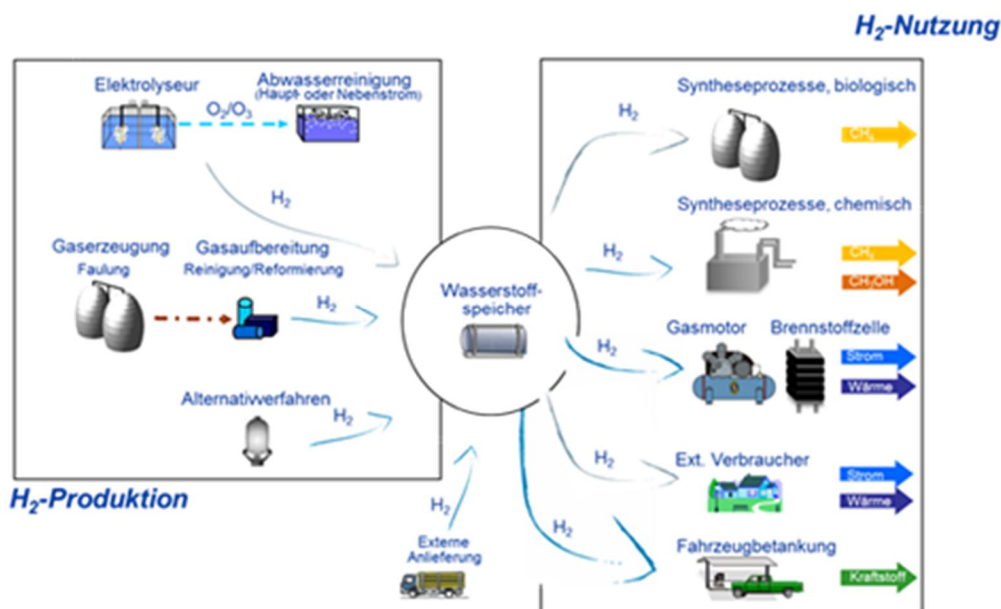 H₂-Nutzung
Elektrolyseur
Abwasserreinigung
(Haupt- oder Nebenstrom)
O₂/O₃
H₂
Gaserzeugung
Faulung
Gasaufbereitung
Reinigung/Reformierung
H₂
Alternativverfahren
H₂
H₂-Produktion
Wasserstoff-
speicher
H₂
Externe
Anlieferung
H₂
Syntheseprozesse, biologisch
CH₄
H₂
Syntheseprozesse, chemisch
CH₄
CH₃OH
H₂
Gasmotor
Brennstoffzelle
Strom
Wärme
H₂
Ext. Verbraucher
Strom
Wärme
H₂
Fahrzeugbetankung
Kraftstoff